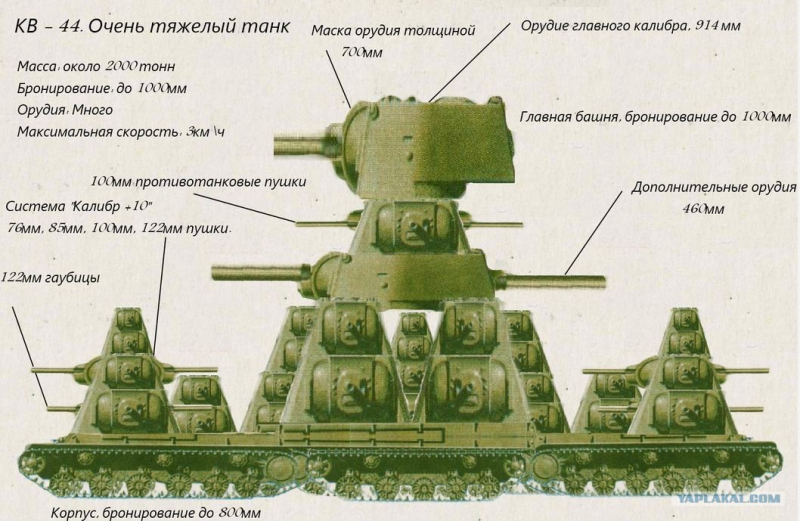 КВ – 44. Очень тяжелый танк
Масса, около 2000тонн
Бронирование, до 1000мм
Орудия, Много
Максимальная скорость, 3км \ч
Маска орудия толщиной
700мм
Орудие главного калибра, 914 мм
Главная башня, бронирование до 1000мм
100мм противотанковые пушки
Система "Калибр +10"
76мм, 85мм, 100мм, 122мм пушки.
122мм гаубицы
Дополнительные орудия
460мм
Корпус, бронирование до 800мм
YAPLAKAL.COM